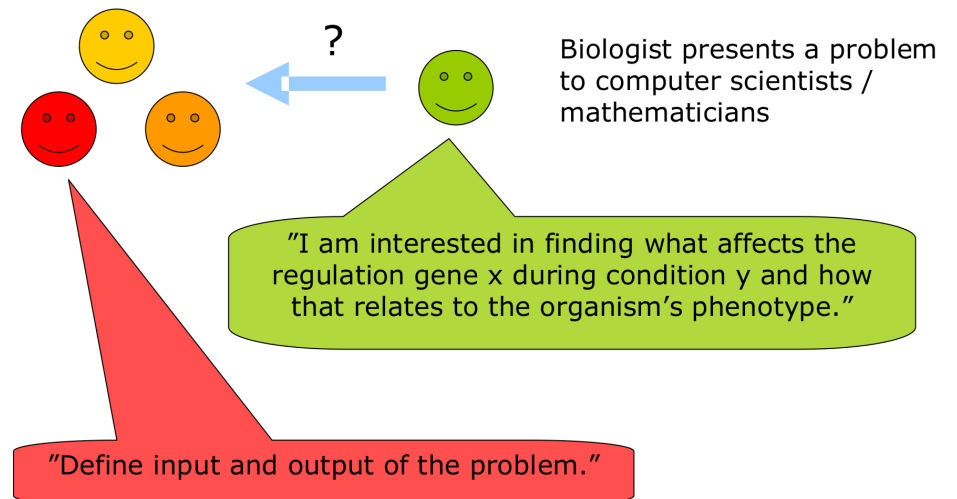 ?
Biologist presents a problem
to computer scientists /
mathematicians
”I am interested in finding what affects the
regulation gene x during condition y and how
that relates to the organism’s phenotype.”
”Define input and output of the problem.”